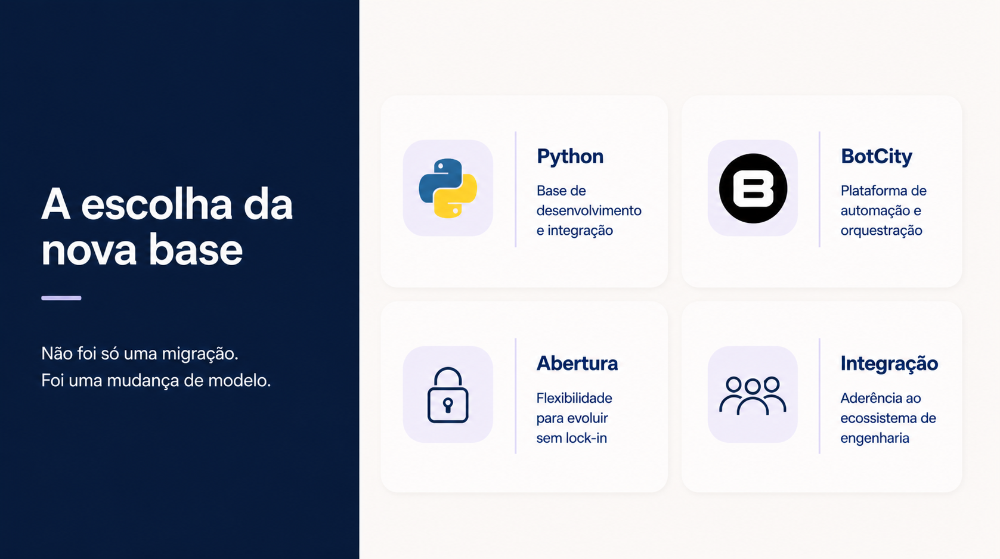 A escolha da
nova base
Não foi só uma migração.
Foi uma mudança de modelo.
Python
Base de
desenvolvimento
e integração
B
BotCity
Plataforma de
automação e
orquestração
Abertura
Flexibilidade
para evoluir
sem lock-in
Integração
Aderência ao
ecossistema de
engenharia